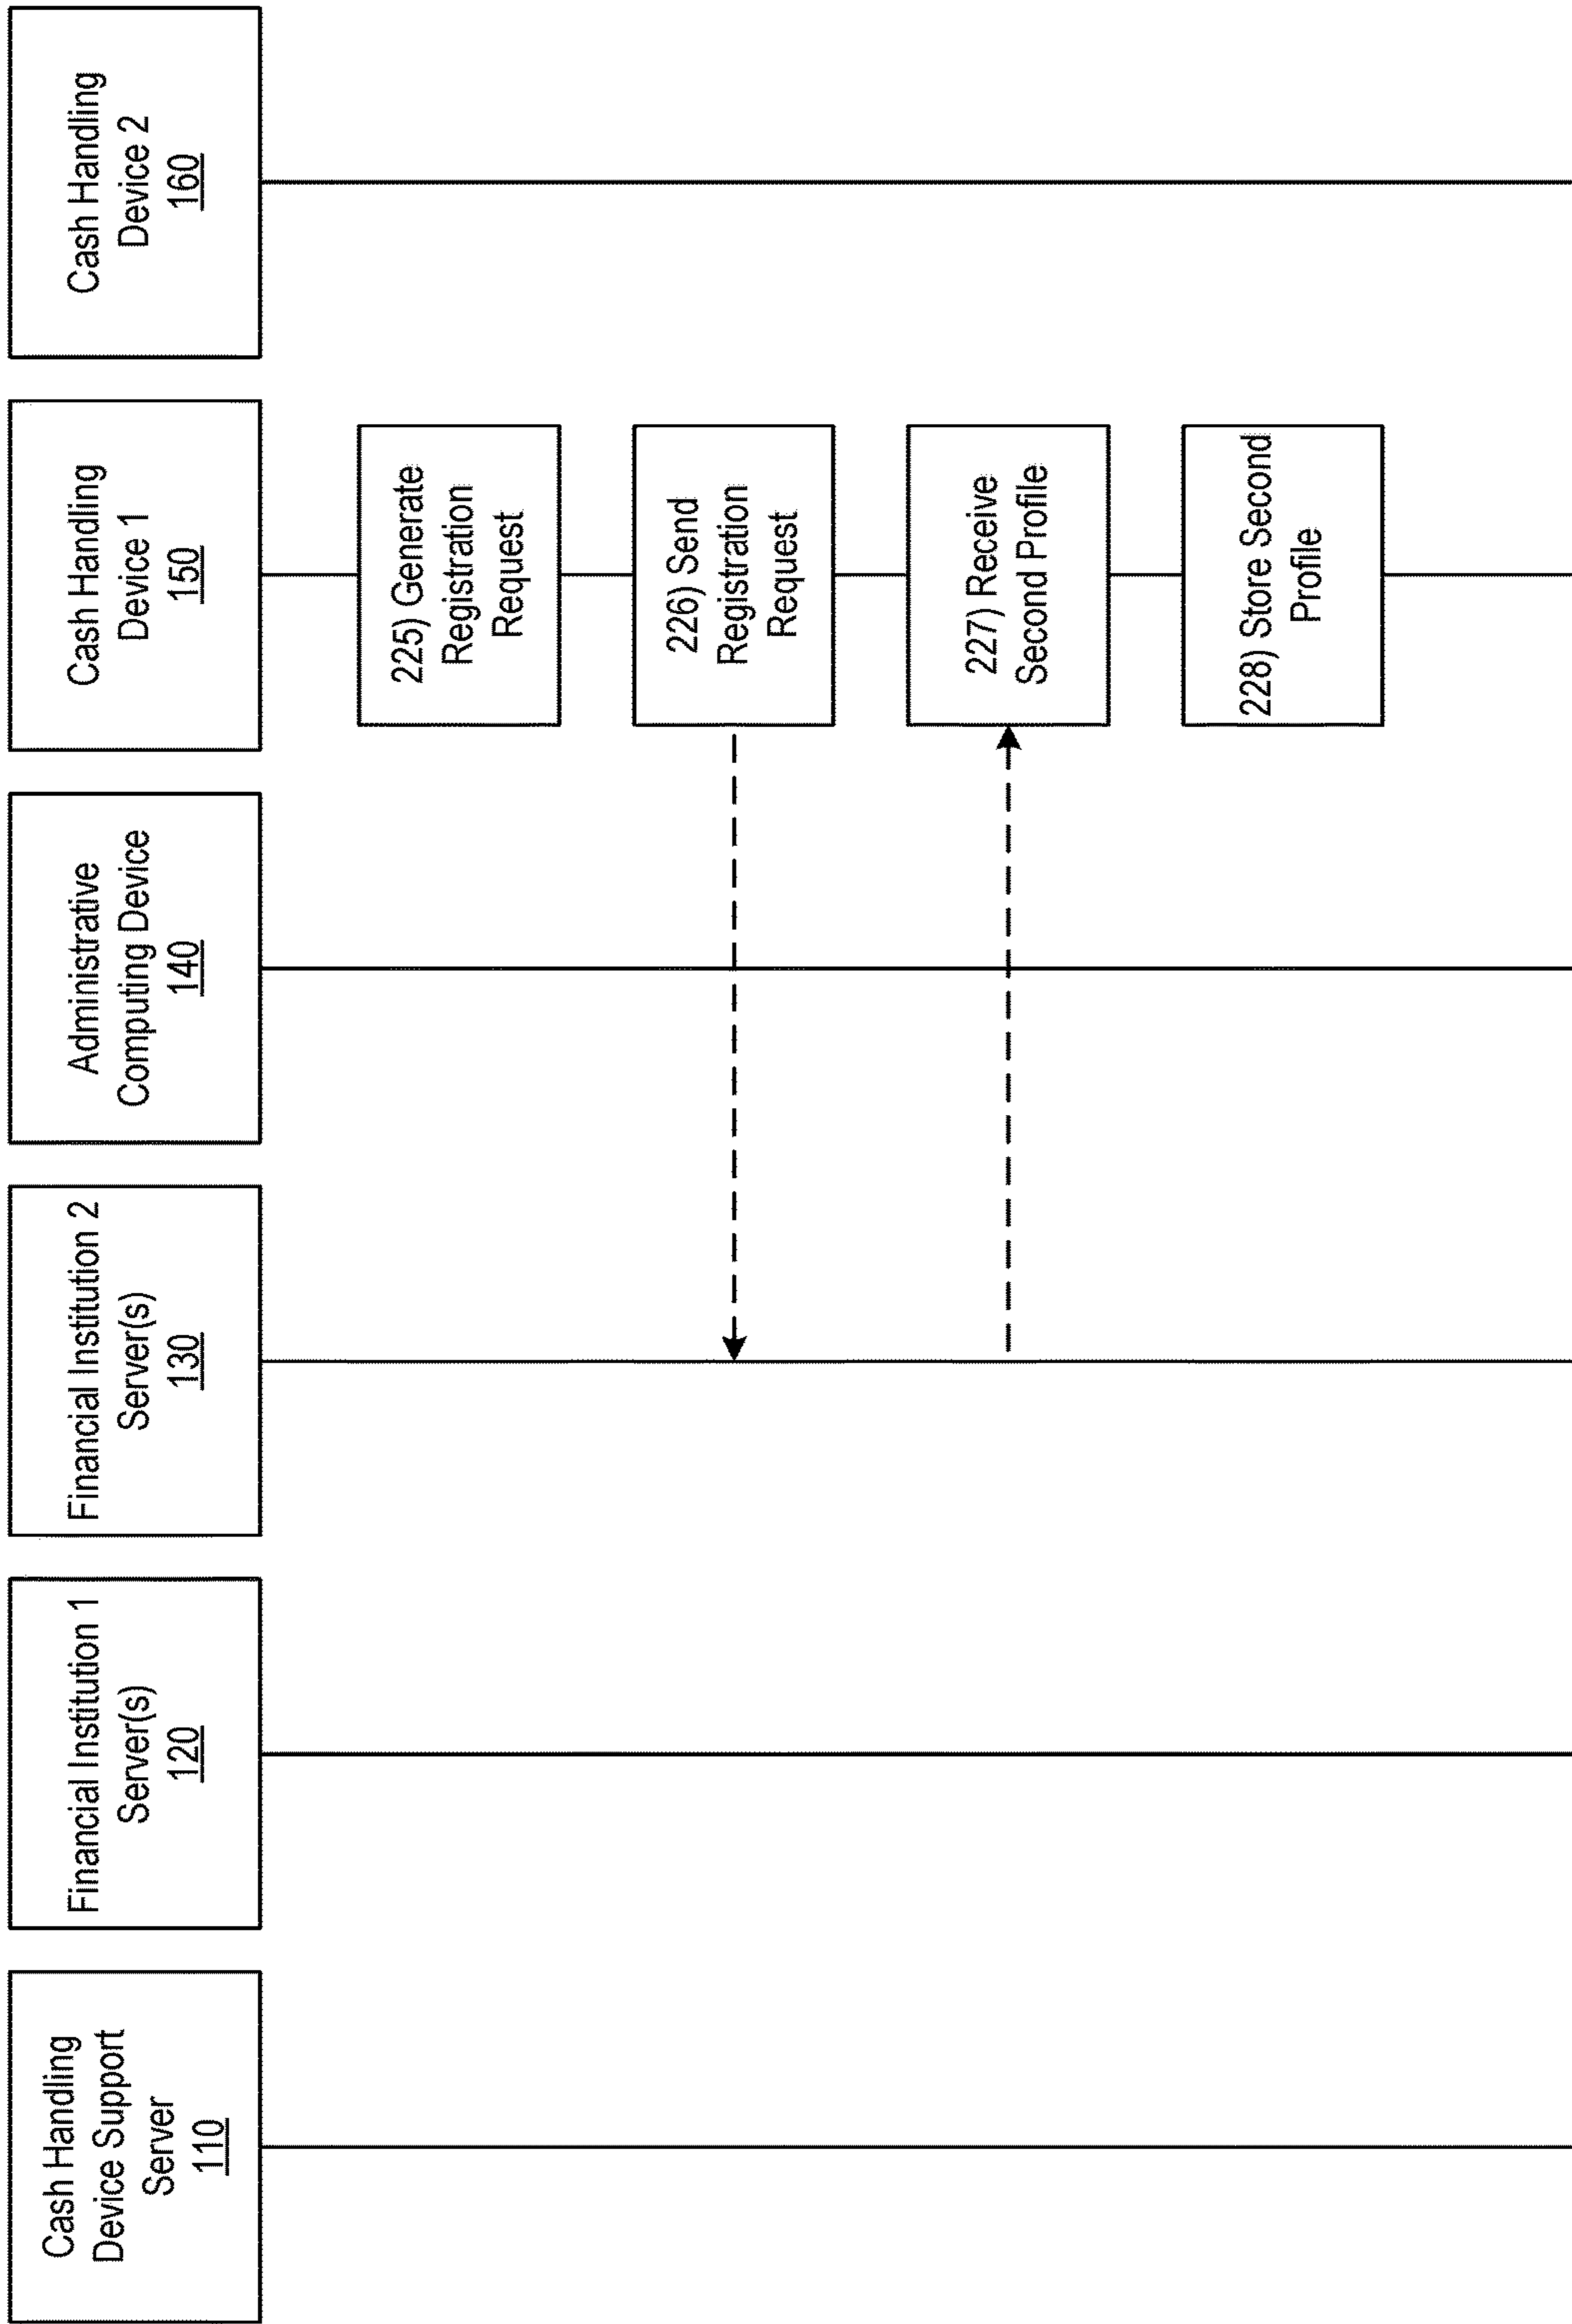 Cash Handling
Device Support
Server
110
Financial Institution 1
Server(s)
120
Financial Institution 2
Server(s)
130
Administrative
Computing Device
140
Cash Handling
Device 1
150
Cash Handling
Device 2
160
225) Generate
Registration
Request
226) Send
Registration
Request
227) Receive
Second Profile
228) Store Second
Profile